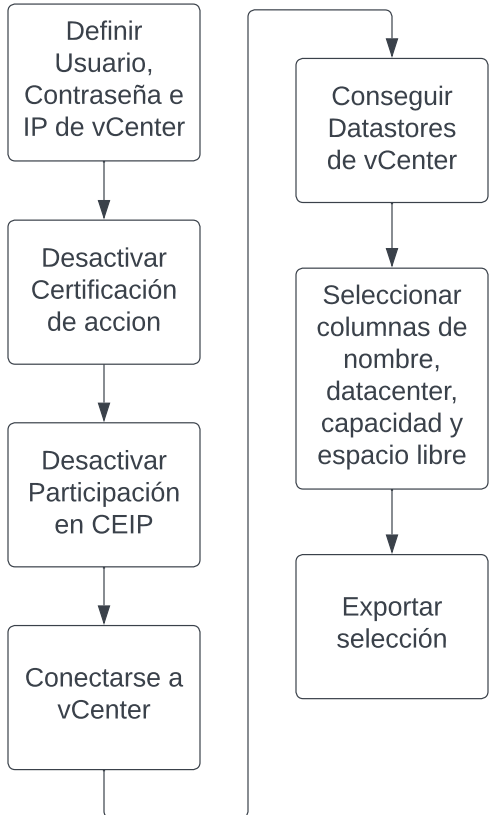 Definir
Usuario,
Contraseña e
IP de vCenter
Desactivar
Certificación
de accion
Desactivar
Participación
en CEIP
Conectarse a
vCenter
Conseguir
Datastores
de vCenter
Seleccionar
columnas de
nombre,
datacenter,
capacidad y
espacio libre
Exportar
selección